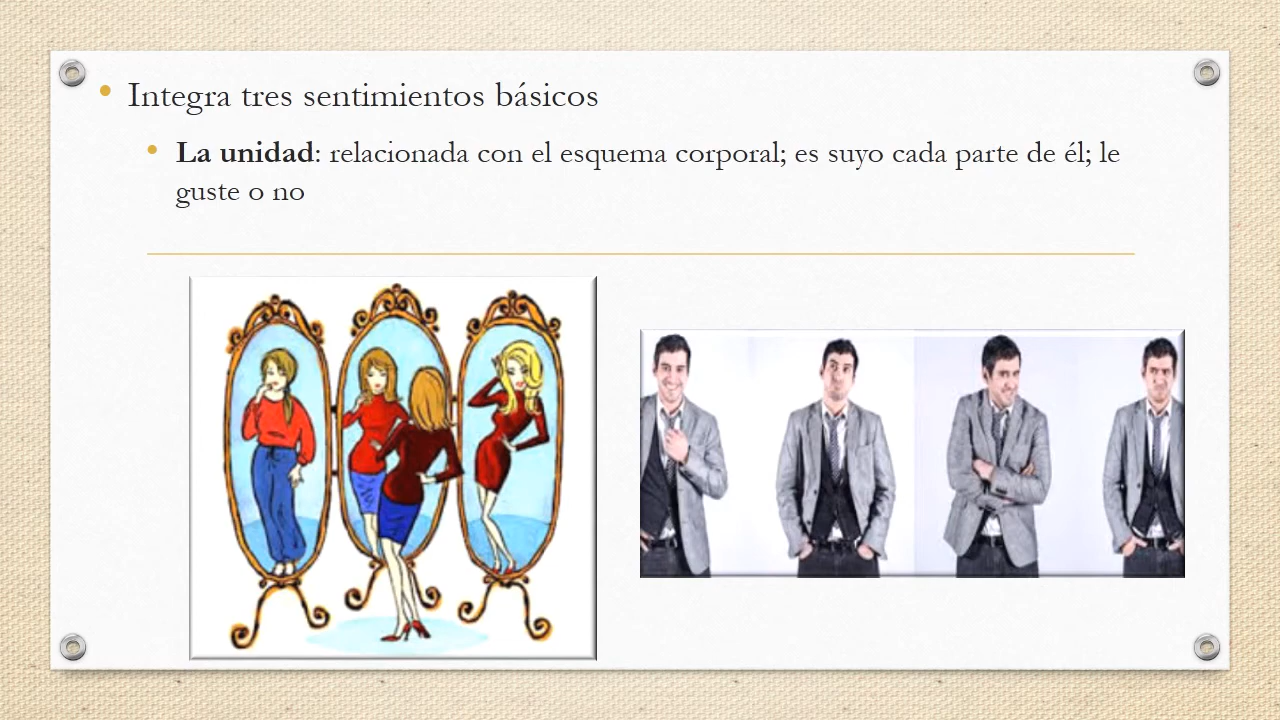 Integra tres sentimientos básicos
La unidad: relacionada con el esquema corporal; es suyo cada parte de él; le
guste o no